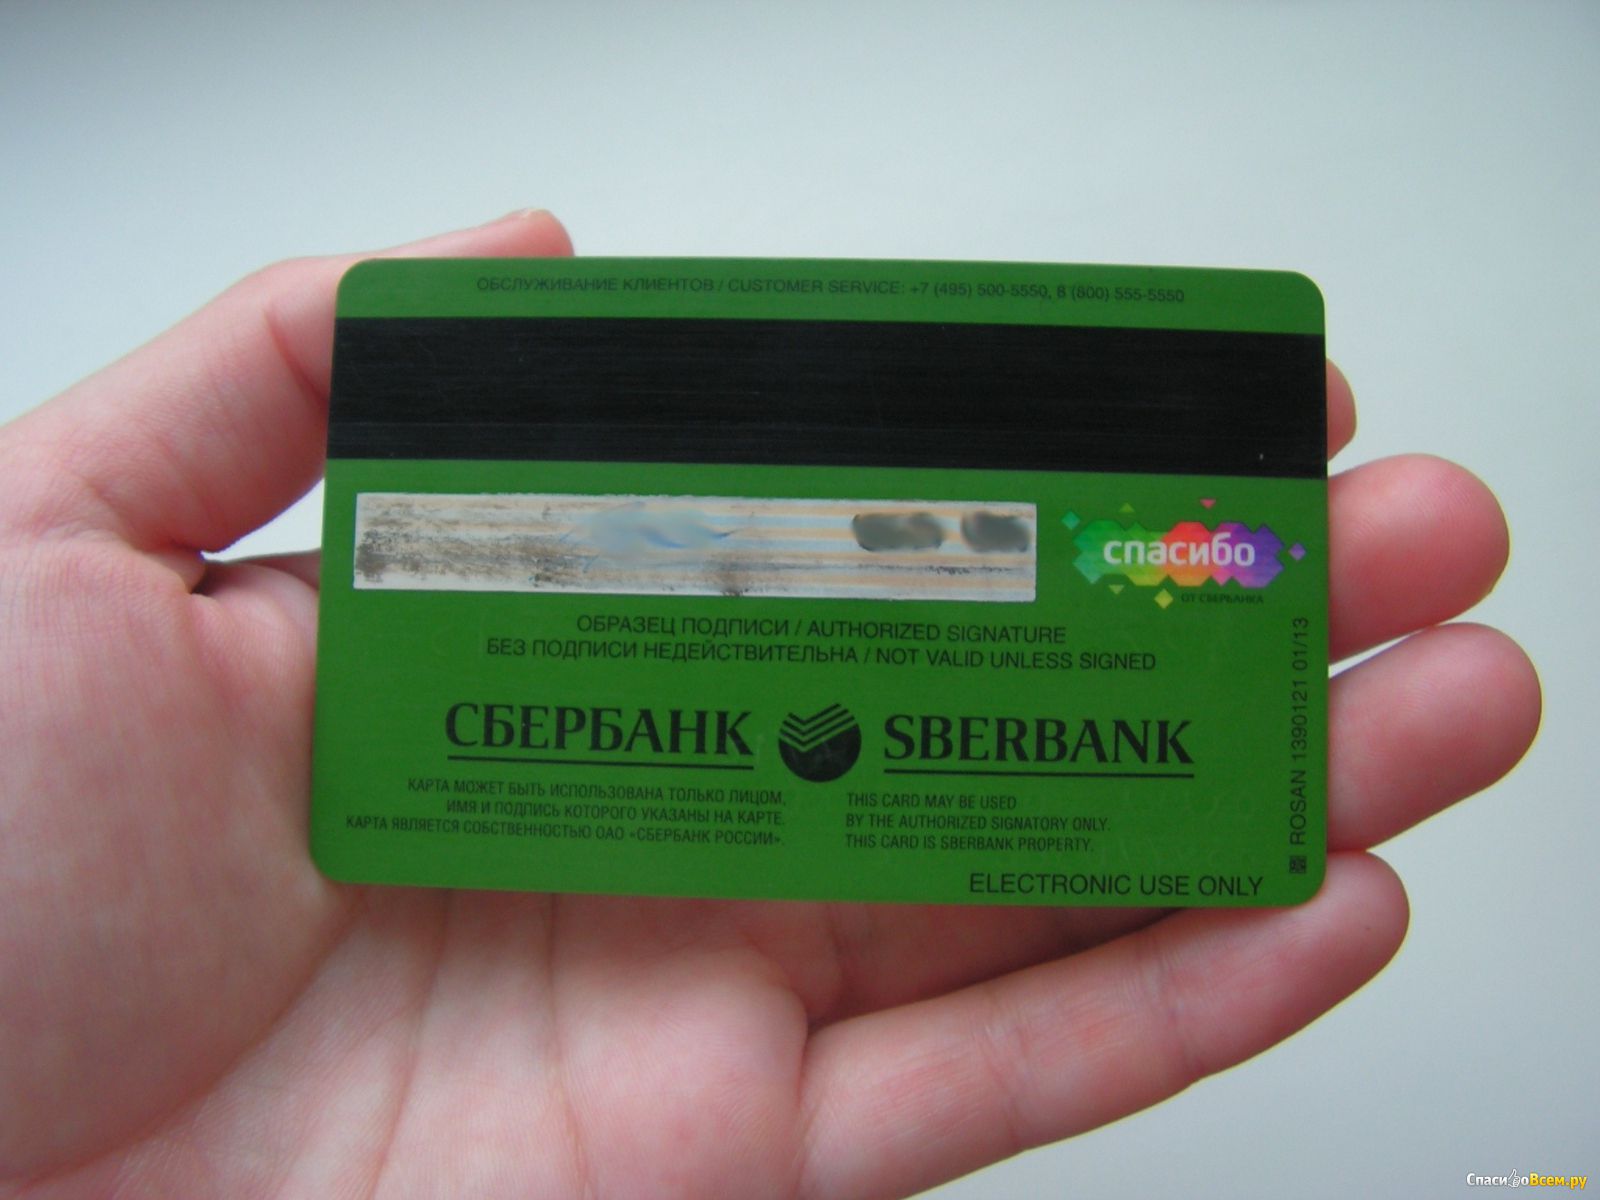 ОБСЛУЖИВАНИЕ КЛИЕНТОВ / CUSTOMER SERVICE: +7 (495) 500-5550, 8 (800) 555-5550
спасибо
ОТ СБЕРБАНКА
ОБРАЗЕЦ ПОДПИСИ / AUTHORIZED SIGNATURE
БЕЗ ПОДПИСИ НЕДЕЙСТВИТЕЛЬНА / NOT VALID UNLESS SIGNED
СБЕРБАНК SBERBANK
КАРТА МОЖЕТ БЫТЬ ИСПОЛЬЗОВАНА ТОЛЬКО ЛИЦОМ,
ИМЯ И ПОДПИСЬ КОТОРОГО УКАЗАНЫ НА КАРТЕ.
КАРТА ЯВЛЯЕТСЯ СОБСТВЕННОСТЬЮ ОАО «СБЕРБАНК РОССИИ».
THIS CARD MAY BE USED
BY THE AUTHORIZED SIGNATORY ONLY.
THIS CARD IS SBERBANK PROPERTY.
ELECTRONIC USE ONLY
ROSAN 1390121 01/13
СпасибоВсем.ру